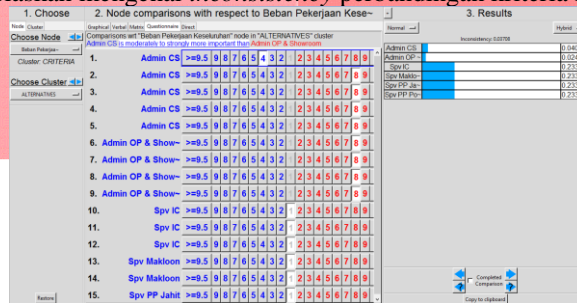 mengenai inconsistency perbandingan kriteria
1. Choose
2. Node comparisons with respect to Beban Pekerjaan Kese~
3. Results
Node Cluster
Choose Node
Beban Pekerjaa~
Cluster: CRITERIA
Choose Cluster
ALTERNATIVES
Restore
Graphical Verbal Matrix Questionnaire Direct
Comparisons wrt "Beban Pekerjaan Keseluruhan" node in "ALTERNATIVES" cluster
Admin CS is moderately to strongly more important than Admin OP & Showroom
1. Admin CS >=9.5 9 8 7 6 5 4 3 2 1 2 3 4 5 6 7 8 9
2. Admin CS >=9.5 9 8 7 6 5 4 3 2 1 2 3 4 5 6 7 8 9
3. Admin CS >=9.5 9 8 7 6 5 4 3 2 1 2 3 4 5 6 7 8 9
4. Admin CS >=9.5 9 8 7 6 5 4 3 2 1 2 3 4 5 6 7 8 9
5. Admin CS >=9.5 9 8 7 6 5 4 3 2 1 2 3 4 5 6 7 8 9
6. Admin OP & Show~ >=9.5 9 8 7 6 5 4 3 2 1 2 3 4 5 6 7 8 9
7. Admin OP & Show~ >=9.5 9 8 7 6 5 4 3 2 1 2 3 4 5 6 7 8 9
8. Admin OP & Show~ >=9.5 9 8 7 6 5 4 3 2 1 2 3 4 5 6 7 8 9
9. Admin OP & Show~ >=9.5 9 8 7 6 5 4 3 2 1 2 3 4 5 6 7 8 9
10. Spv IC >=9.5 9 8 7 6 5 4 3 2 1 2 3 4 5 6 7 8 9
11. Spv IC >=9.5 9 8 7 6 5 4 3 2 1 2 3 4 5 6 7 8 9
12. Spv IC >=9.5 9 8 7 6 5 4 3 2 1 2 3 4 5 6 7 8 9
13. Spv Makloon >=9.5 9 8 7 6 5 4 3 2 1 2 3 4 5 6 7 8 9
14. Spv Makloon >=9.5 9 8 7 6 5 4 3 2 1 2 3 4 5 6 7 8 9
15. Spv PP Jahit >=9.5 9 8 7 6 5 4 3 2 1 2 3 4 5 6 7 8 9
Normal
Hybrid
Inconsistency: 0.03708
Admin CS 0.040
Admin OP ~ 0.024
Spv IC 0.233
Spv Maklo~ 0.233
Spv PP Ja~ 0.233
Spv PP Po~ 0.233
Completed
Comparison
Copy to clipboard